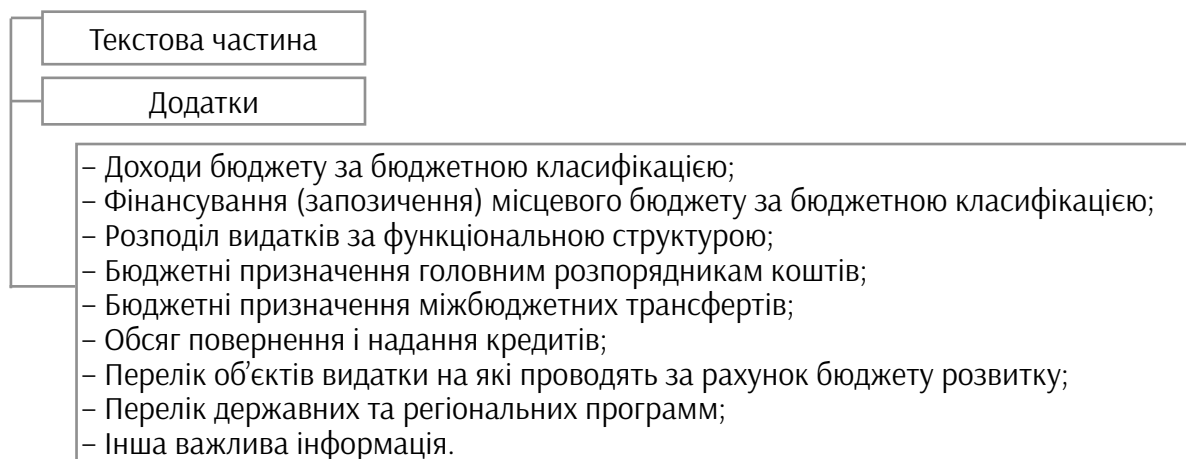 Текстова частина
Додатки
– Доходи бюджету за бюджетною класифікацією;
– Фінансування (запозичення) місцевого бюджету за бюджетною класифікацією;
– Розподіл видатків за функціональною структурою;
– Бюджетні призначення головним розпорядникам коштів;
– Бюджетні призначення міжбюджетних трансфертів;
– Обсяг повернення і надання кредитів;
– Перелік об’єктів видатки на які проводять за рахунок бюджету розвитку;
– Перелік державних та регіональних программ;
– Інша важлива інформація.